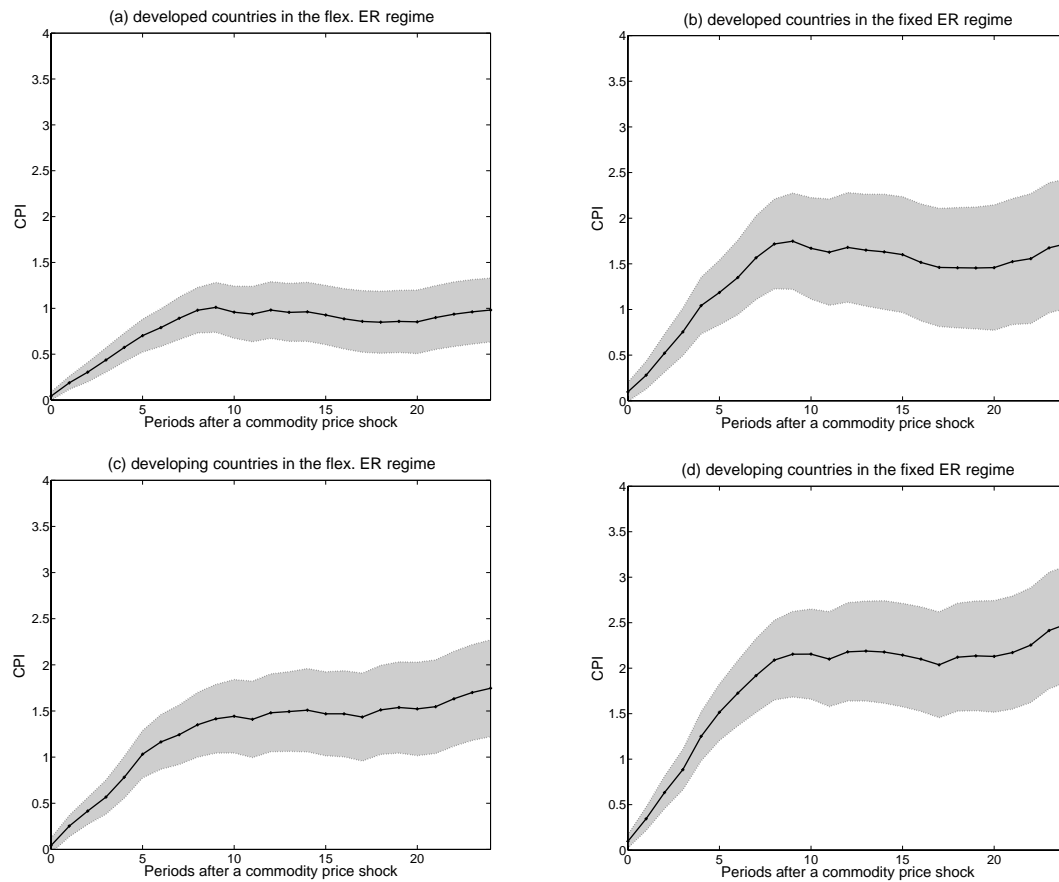 (a) developed countries in the flex. ER regime
4
3.5
3
2.5
2
1.5
1
0.5
0
CPI
0 5 10 15 20
Periods after a commodity price shock
(b) developed countries in the fixed ER regime
4
3.5
3
2.5
2
1.5
1
0.5
0
CPI
0 5 10 15 20
Periods after a commodity price shock
(c) developing countries in the flex. ER regime
4
3.5
3
2.5
2
1.5
1
0.5
0
CPI
0 5 10 15 20
Periods after a commodity price shock
(d) developing countries in the fixed ER regime
4
3.5
3
2.5
2
1.5
1
0.5
0
CPI
0 5 10 15 20
Periods after a commodity price shock